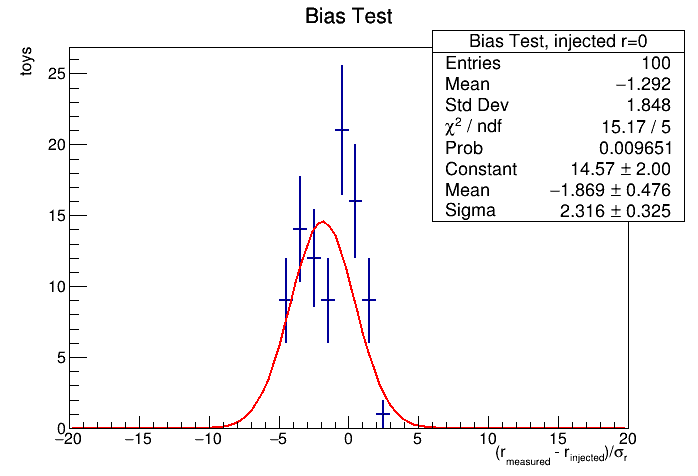 Bias Test
toys
Bias Test, injected r=0
Entries 100
Mean −1.292
Std Dev 1.848
χ² / ndf 15.17 / 5
Prob 0.009651
Constant 14.57 ± 2.00
Mean −1.869 ± 0.476
Sigma 2.316 ± 0.325
25
20
15
10
5
0
−20 −15 −10 −5 0 5 10 15 20
(r_measured - r_injected)/σ_r